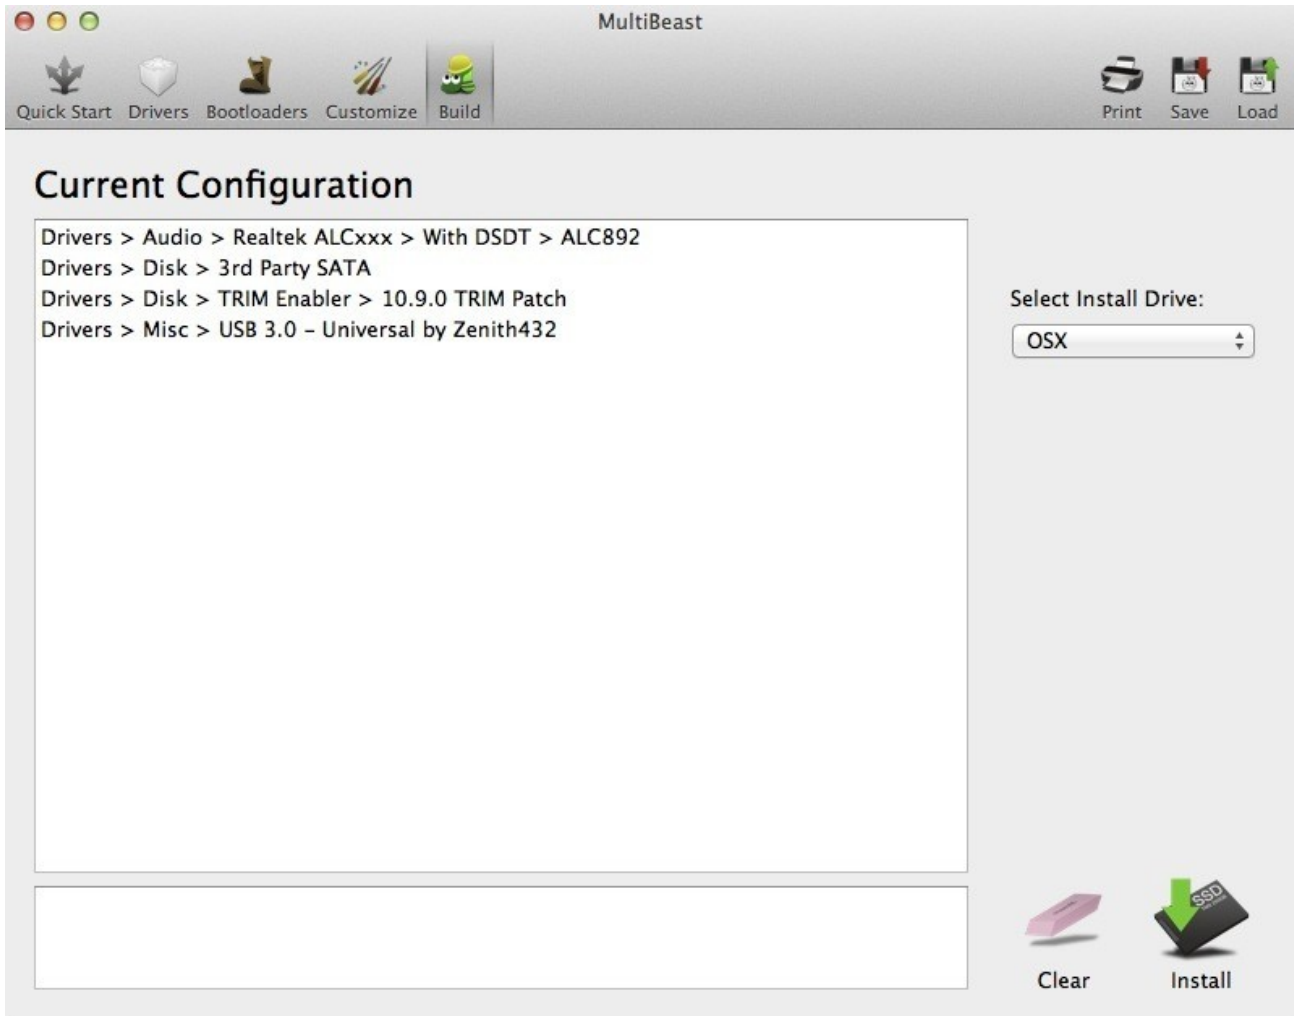 MultiBeast
Quick Start Drivers Bootloaders Customize Build Print Save Load
Current Configuration
Drivers > Audio > Realtek ALCxxx > With DSDT > ALC892
Drivers > Disk > 3rd Party SATA
Drivers > Disk > TRIM Enabler > 10.9.0 TRIM Patch
Drivers > Misc > USB 3.0 – Universal by Zenith432
Select Install Drive:
OSX
SSD
Clear Install